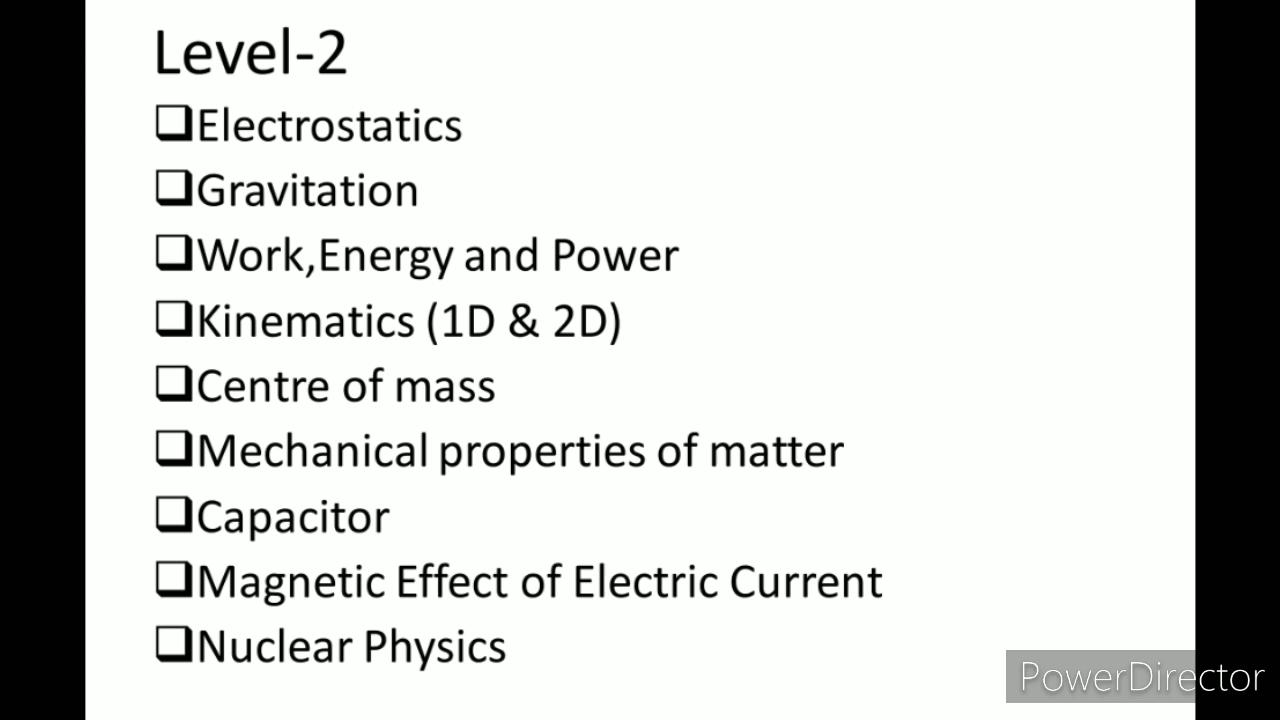 Level-2
❑Electrostatics
❑Gravitation
❑Work,Energy and Power
❑Kinematics (1D & 2D)
❑Centre of mass
❑Mechanical properties of matter
❑Capacitor
❑Magnetic Effect of Electric Current
❑Nuclear Physics
PowerDirector